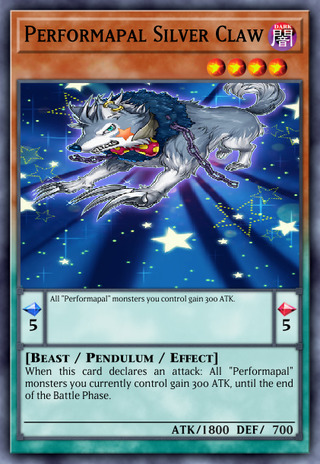 Performapal Silver Claw
DARK
闇
All "Performapal" monsters you control gain 300 ATK.
5
5
[Beast / Pendulum / Effect]
When this card declares an attack: All "Performapal"
monsters you currently control gain 300 ATK, until the end
of the Battle Phase.
ATK/1800 DEF/ 700